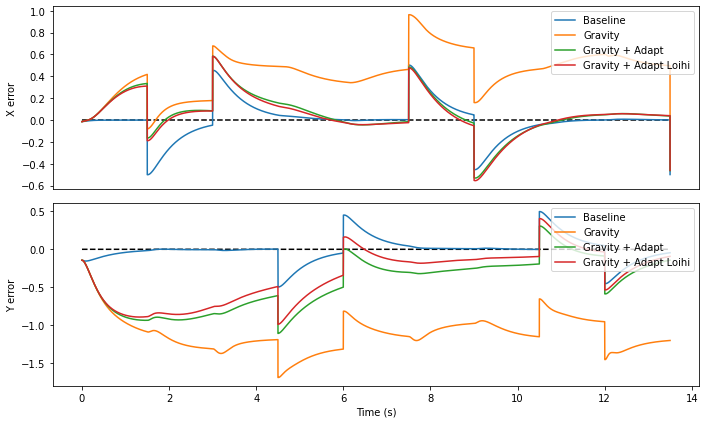 1.0
0.8
0.6
0.4
0.2
0.0
−0.2
−0.4
−0.6
X error
Baseline
Gravity
Gravity + Adapt
Gravity + Adapt Loihi
0.5
0.0
−0.5
−1.0
−1.5
Y error
Baseline
Gravity
Gravity + Adapt
Gravity + Adapt Loihi
0 2 4 6 8 10 12 14
Time (s)